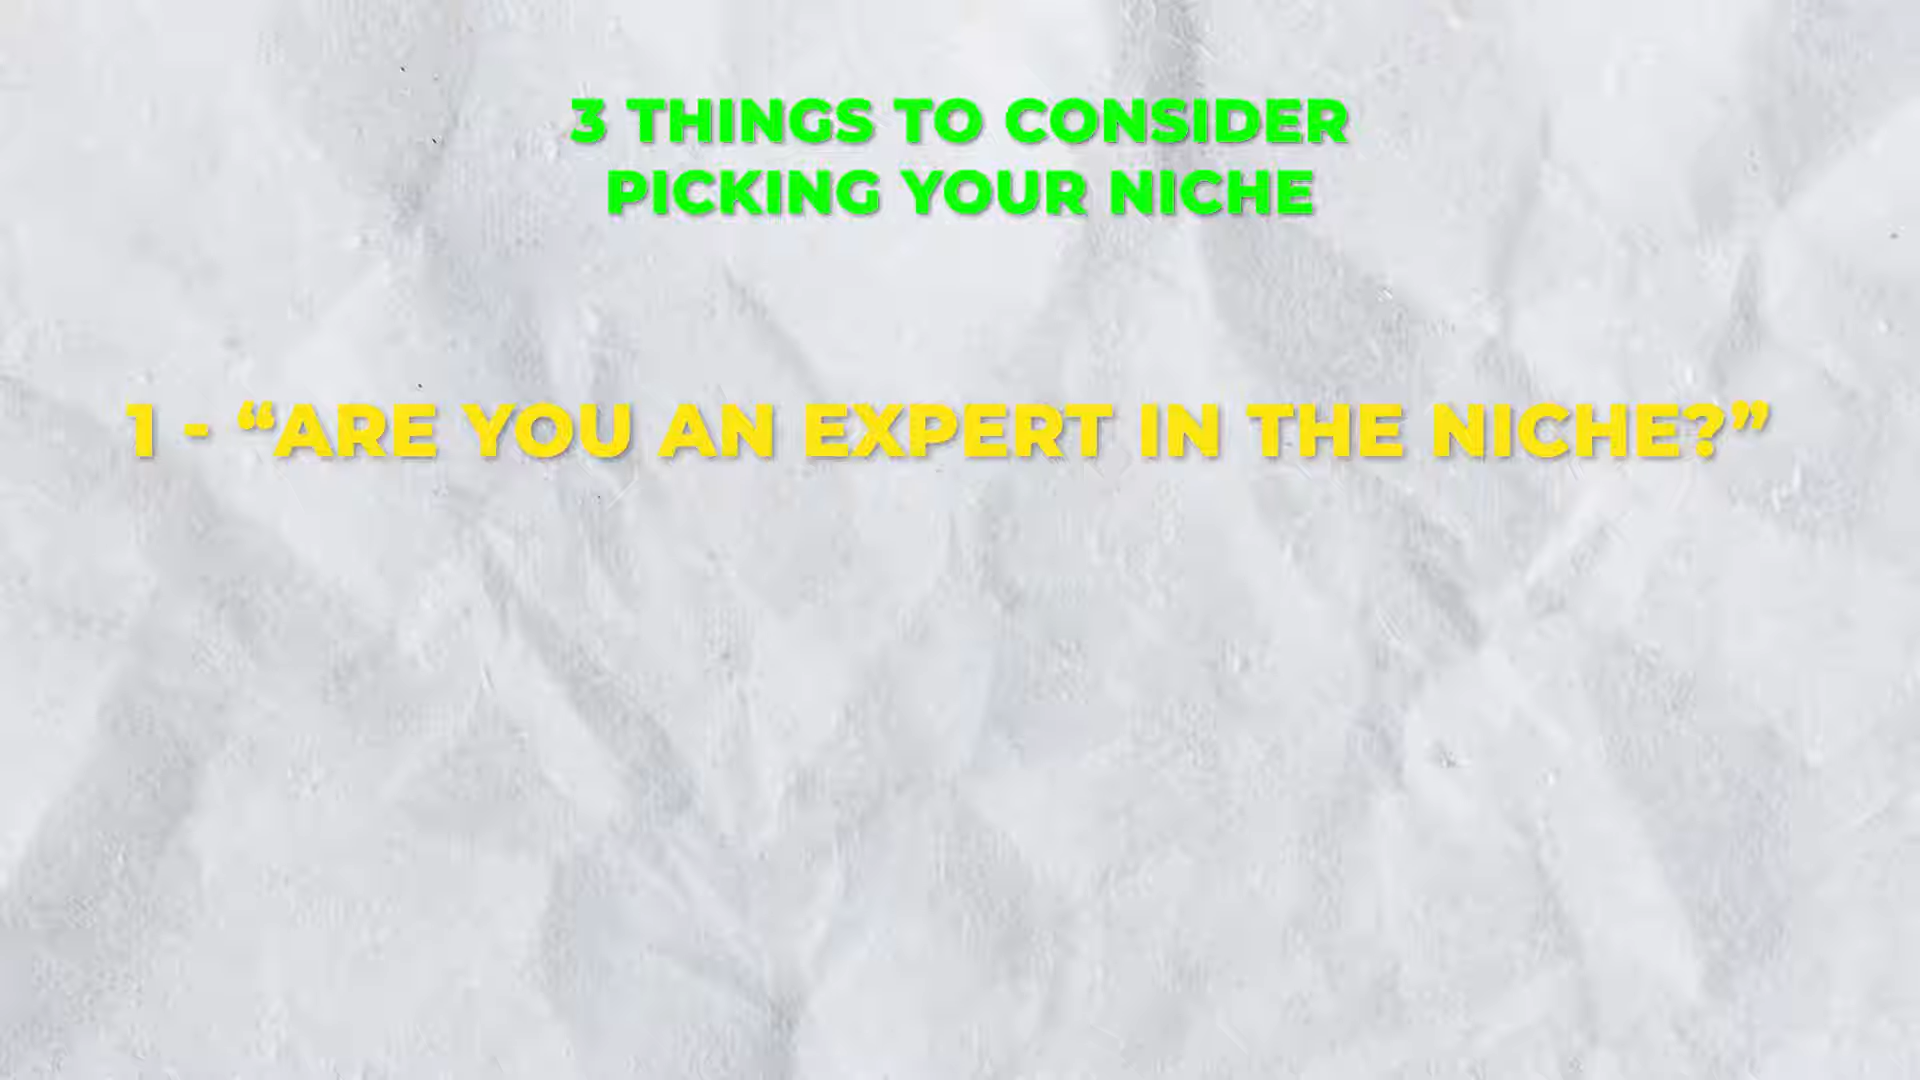 3 THINGS TO CONSIDER
PICKING YOUR NICHE
1 - “ARE YOU AN EXPERT IN THE NICHE?”